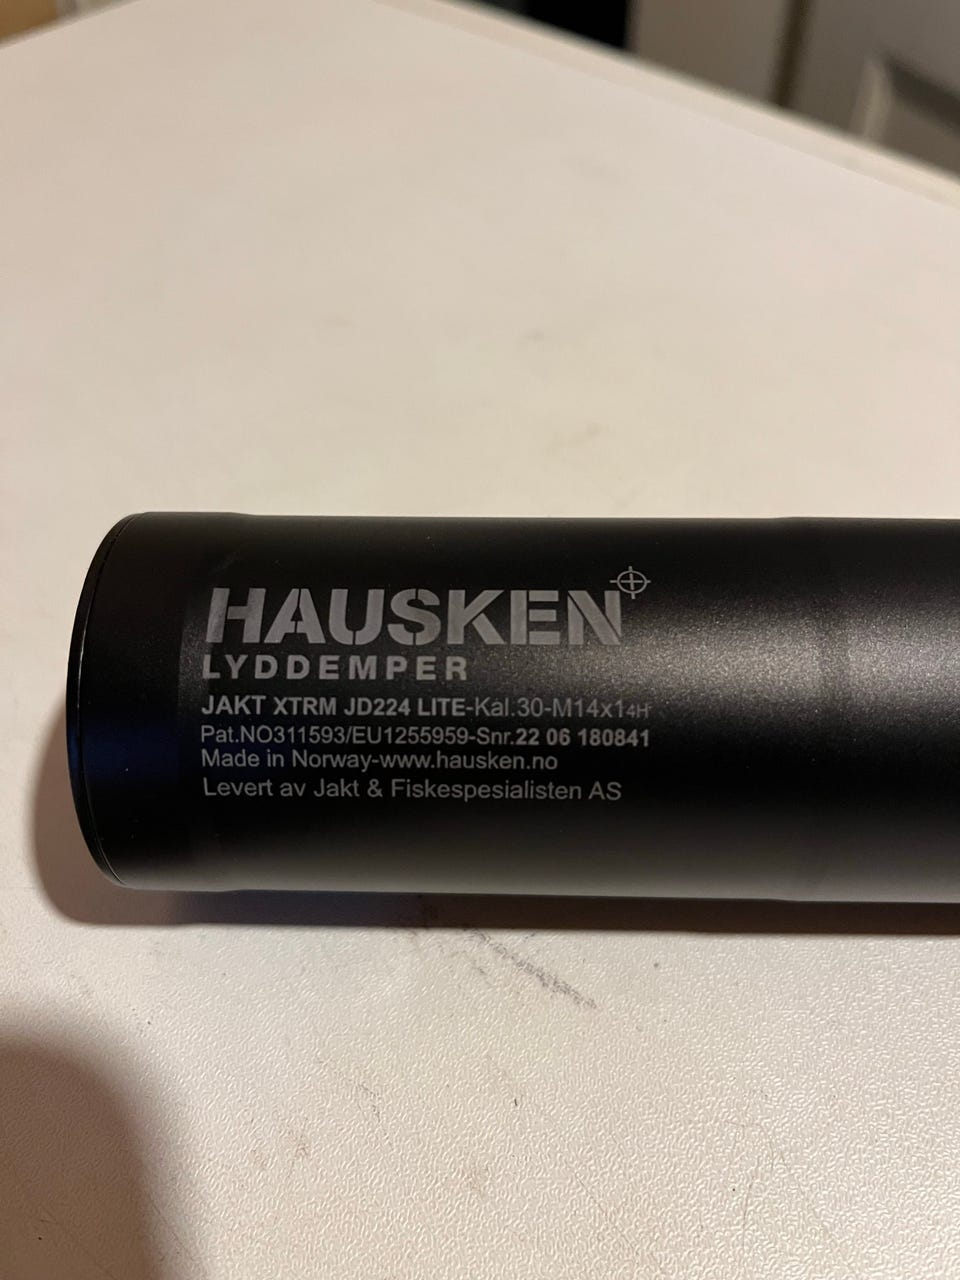 HAUSKEN
LYDDEMPER
JAKT XTRM JD224 LITE-Kal.30-M14x14H
Pat.NO311593/EU1255959-Snr.22 06 180841
Made in Norway-www.hausken.no
Levert av Jakt & Fiskespesialisten AS